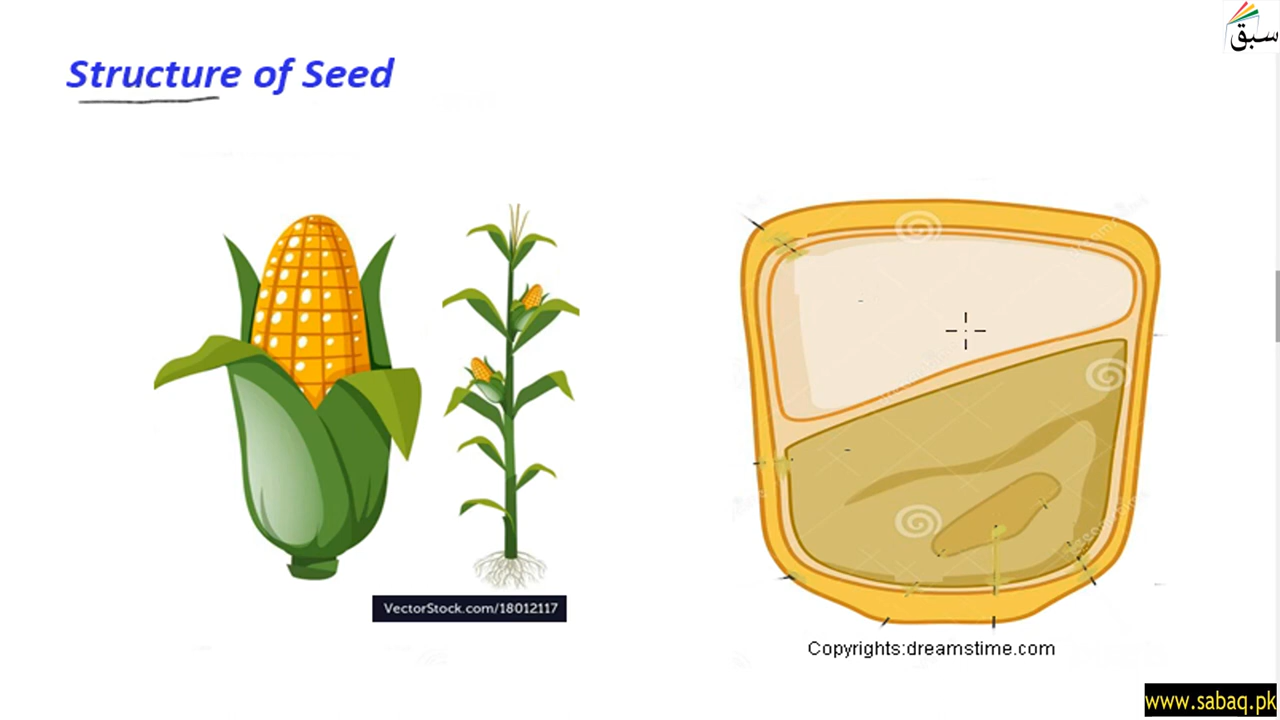 سبق
Structure of Seed
VectorStock.com/18012117
Copyrights:dreamstime.com
www.sabaq.pk